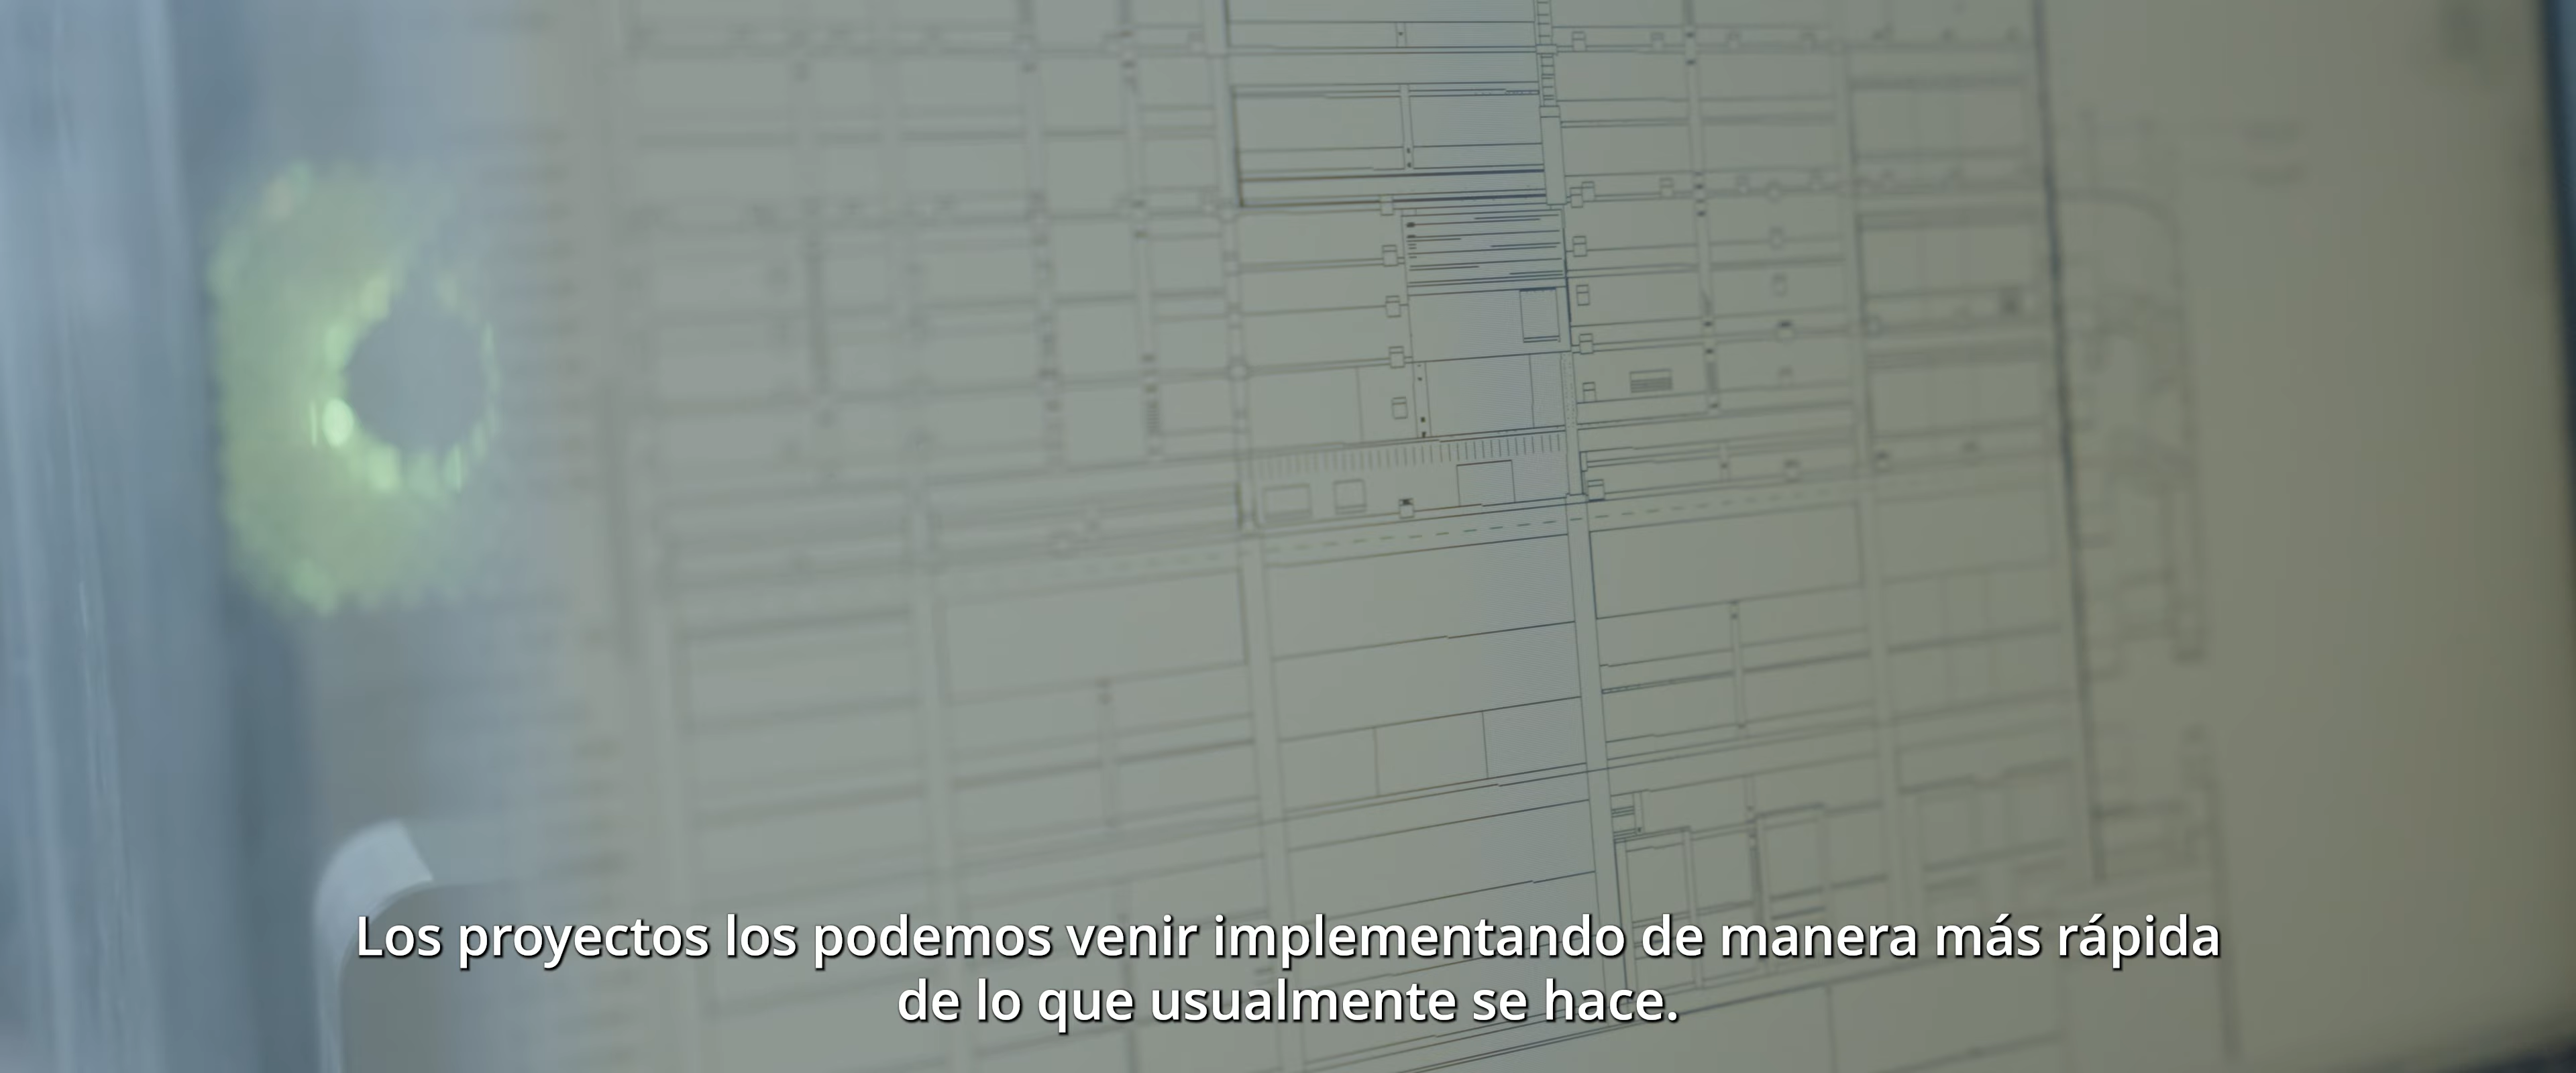 Los proyectos los podemos venir implementando de manera más rápida
de lo que usualmente se hace.